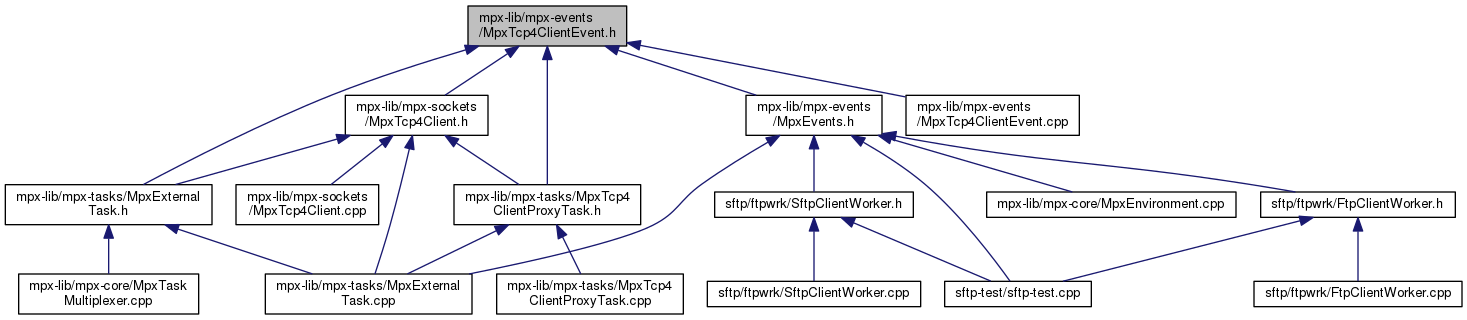 mpx-lib/mpx-events
/MpxTcp4ClientEvent.h
mpx-lib/mpx-sockets
/MpxTcp4Client.h
mpx-lib/mpx-events
/MpxEvents.h
mpx-lib/mpx-events
/MpxTcp4ClientEvent.cpp
mpx-lib/mpx-tasks/MpxExternal
Task.h
mpx-lib/mpx-sockets
/MpxTcp4Client.cpp
mpx-lib/mpx-tasks/MpxTcp4
ClientProxyTask.h
sftp/ftpwrk/SftpClientWorker.h
mpx-lib/mpx-core/MpxEnvironment.cpp
sftp/ftpwrk/FtpClientWorker.h
mpx-lib/mpx-core/MpxTask
Multiplexer.cpp
mpx-lib/mpx-tasks/MpxExternal
Task.cpp
mpx-lib/mpx-tasks/MpxTcp4
ClientProxyTask.cpp
sftp/ftpwrk/SftpClientWorker.cpp
sftp-test/sftp-test.cpp
sftp/ftpwrk/FtpClientWorker.cpp